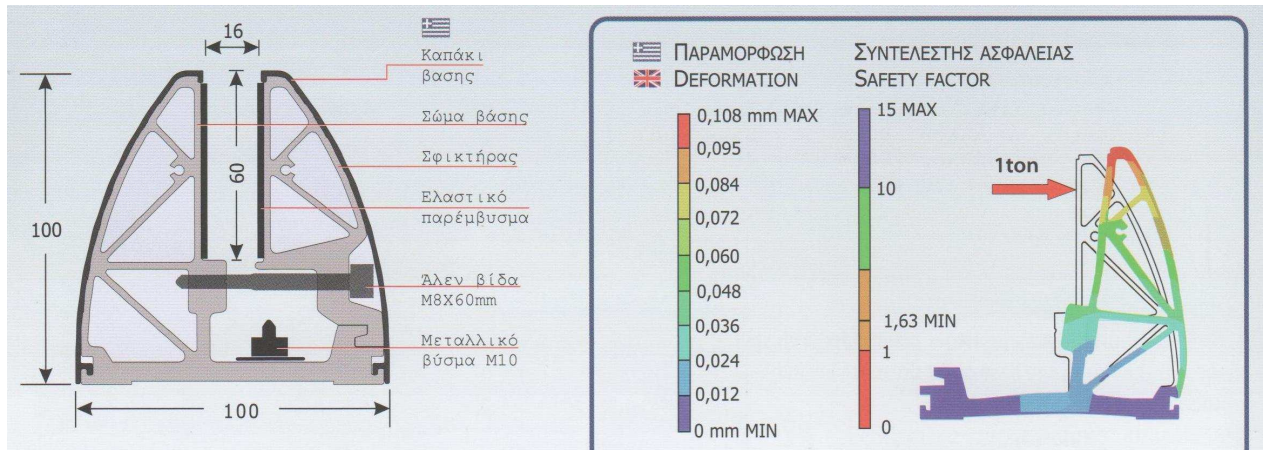 16
Καπάκι
βασης
Σώμα βάσης
Σφικτήρας
60
Ελαστικό
παρέμβυσμα
100
Άλεν βίδα
M8X60mm
Μεταλλικό
βύσμα M10
100
ΠΑΡΑΜΟΡΦΩΣΗ
DEFORMATION
0,108 mm MAX
0,095
0,084
0,072
0,060
0,048
0,036
0,024
0,012
0 mm MIN
ΣΥΝΤΕΛΕΣΤΗΣ ΑΣΦΑΛΕΙΑΣ
SAFETY FACTOR
15 MAX
10
1,63 MIN
1
0
1ton